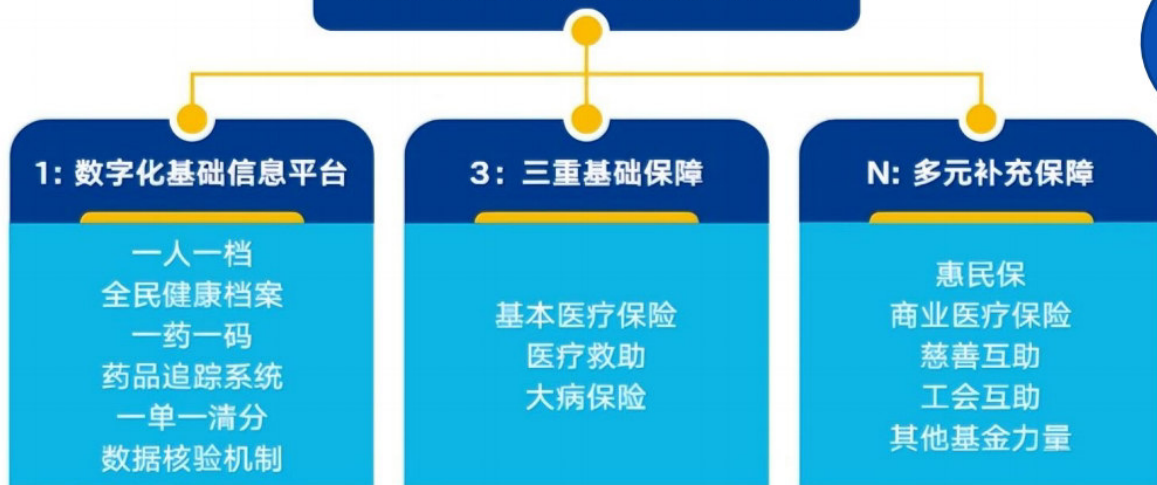 1: 数字化基础信息平台
一人一档
全民健康档案
一药一码
药品追踪系统
一单一清分
数据核验机制
3: 三重基础保障
基本医疗保险
医疗救助
大病保险
N: 多元补充保障
惠民保
商业医疗保险
慈善互助
工会互助
其他基金力量